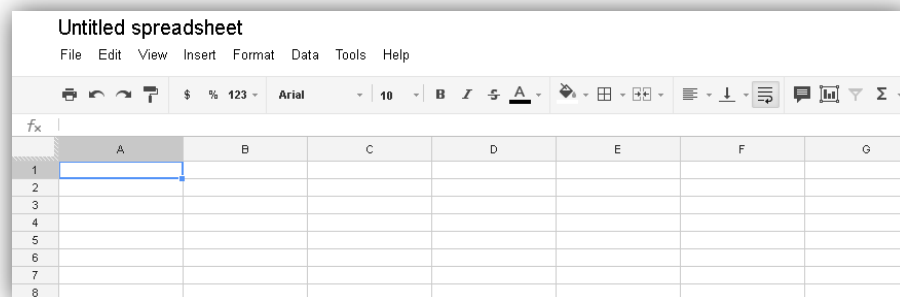 Untitled spreadsheet
File Edit View Insert Format Data Tools Help
$ % 123 Arial 10 B I S A Σ
fx
A B C D E F G
1
2
3
4
5
6
7
8